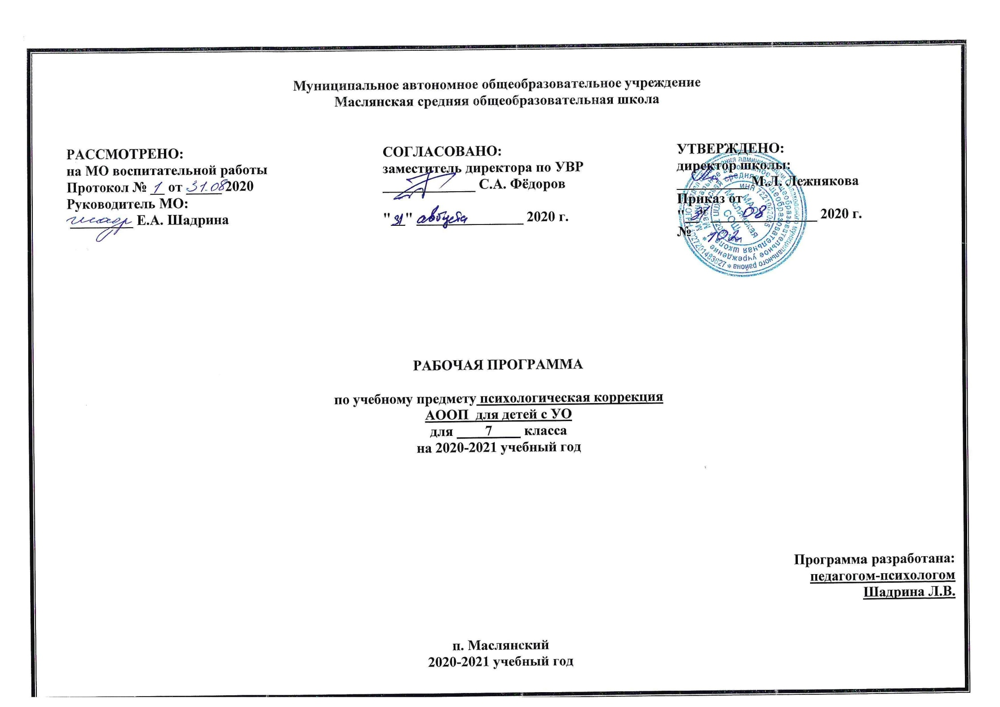 Муниципальное автономное общеобразовательное учреждение
Маслянская средняя общеобразовательная школа
РАССМОТРЕНО:
на МО воспитательной работы
Протокол № 1 от 31.08 2020
Руководитель МО:
Е.А. Шадрина
СОГЛАСОВАНО:
заместитель директора по УВР
С.А. Фёдоров
"31" августа 2020 г.
УТВЕРЖДЕНО:
директор школы:
М.Л. Лежнякова
Приказ от
"31" 08 2020 г.
№ 102
МАОУ
Маслянская
СОШ
РАБОЧАЯ ПРОГРАММА
по учебному предмету психологическая коррекция
АООП для детей с УО
для 7 класса
на 2020-2021 учебный год
Программа разработана:
педагогом-психологом
Шадрина Л.В.
п. Маслянский
2020-2021 учебный год